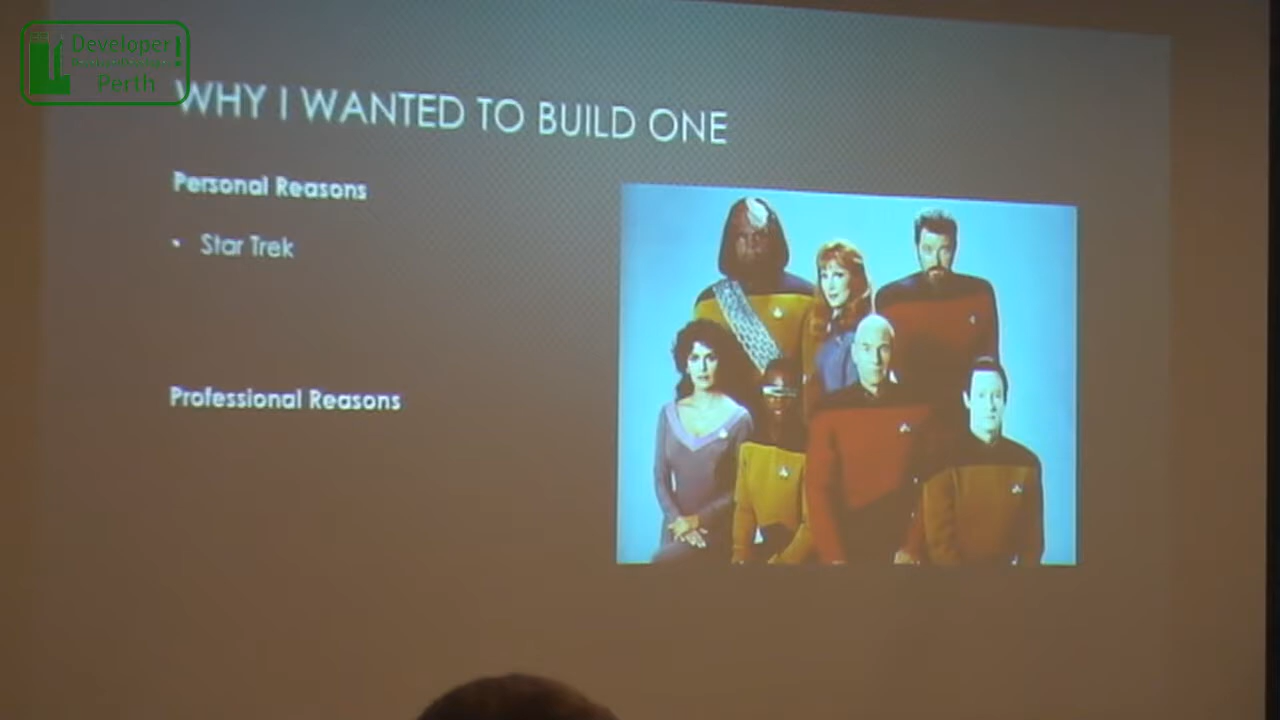 Developer
Perth
WHY I WANTED TO BUILD ONE
Personal Reasons
• Star Trek
Professional Reasons